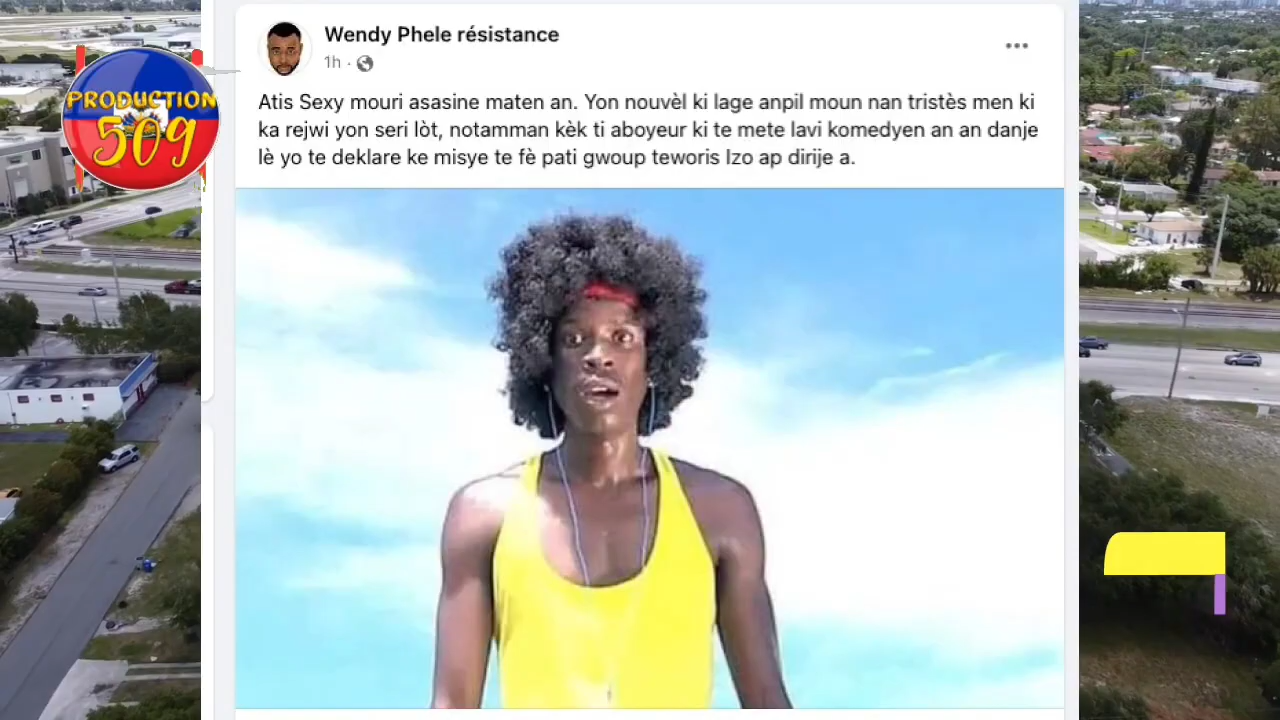 Wendy Phele résistance
1h ·
Atis Sexy mouri asasine maten an. Yon nouvèl ki lage anpil moun nan tristès men ki
ka rejwi yon seri lòt, notamman kèk ti aboyeur ki te mete lavi komedyen an an danje
lè yo te deklare ke misye te fè pati gwoup teworis Izo ap dirije a.
PRODUCTION
509